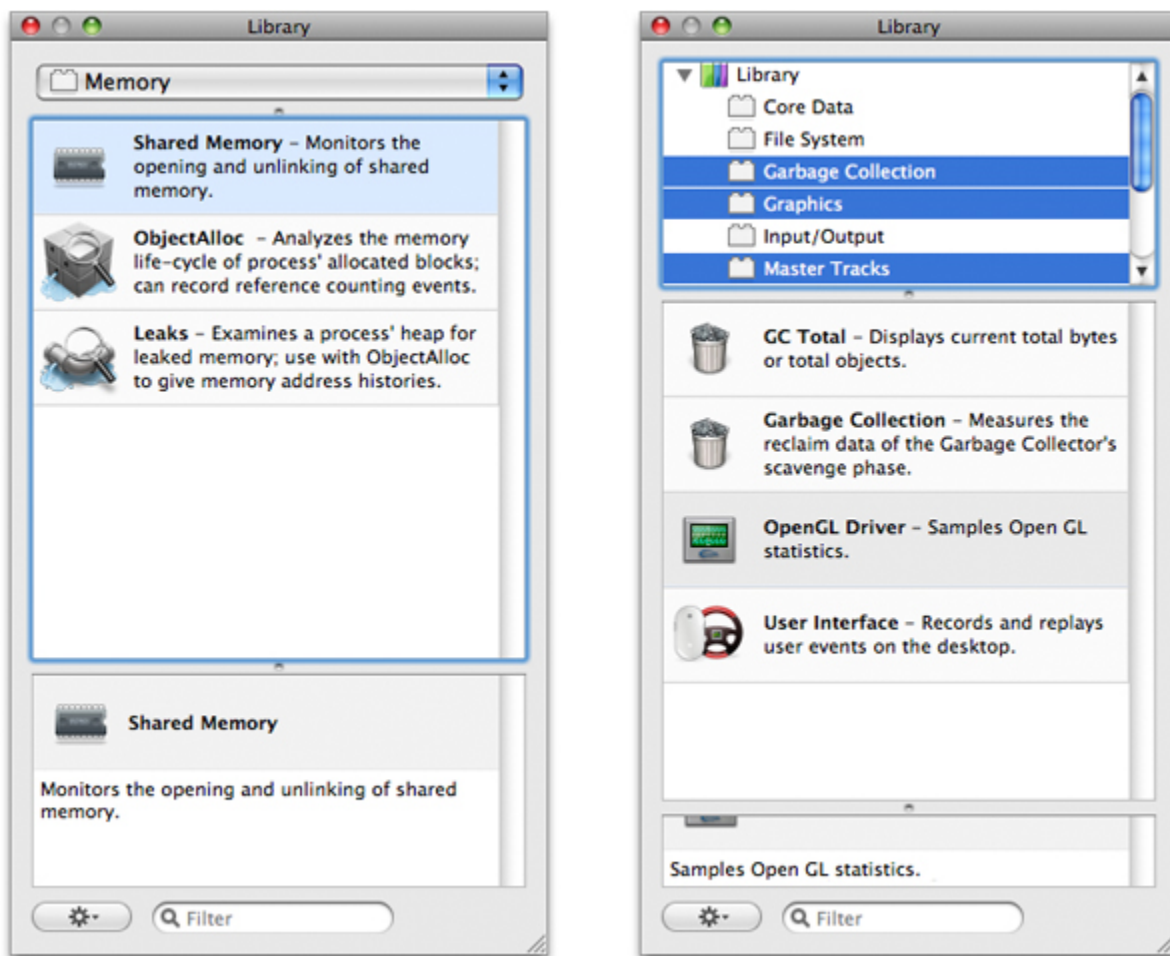 Library
Memory
Shared Memory – Monitors the
opening and unlinking of shared
memory.
ObjectAlloc – Analyzes the memory
life-cycle of process' allocated blocks;
can record reference counting events.
Leaks – Examines a process' heap for
leaked memory; use with ObjectAlloc
to give memory address histories.
Shared Memory
Monitors the opening and unlinking of shared
memory.
Filter
Library
Library
Core Data
File System
Garbage Collection
Graphics
Input/Output
Master Tracks
GC Total – Displays current total bytes
or total objects.
Garbage Collection – Measures the
reclaim data of the Garbage Collector's
scavenge phase.
OpenGL Driver – Samples Open GL
statistics.
User Interface – Records and replays
user events on the desktop.
Samples Open GL statistics.
Filter